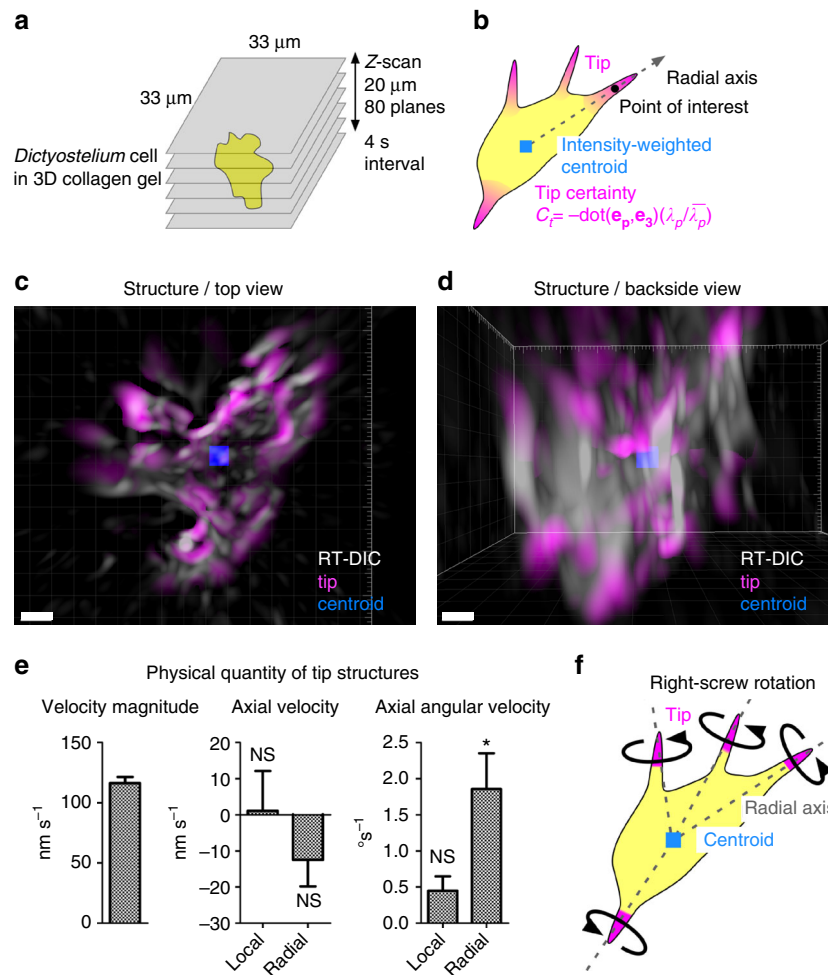 a
33 μm
33 μm
Z-scan
20 μm
80 planes
4 s
interval
Dictyostelium cell
in 3D collagen gel
b
Tip
Radial axis
Point of interest
Intensity-weighted
centroid
Tip certainty
C_t = –dot(e_p,e_3)(λ_p/λ̅_p̅)
c
Structure / top view
RT-DIC
tip
centroid
d
Structure / backside view
RT-DIC
tip
centroid
e
Physical quantity of tip structures
Velocity magnitude
150
100
50
0
nm s⁻¹
Axial velocity
20
10
0
–10
–20
–30
nm s⁻¹
NS
NS
Local
Radial
Axial angular velocity
2.5
2.0
1.5
1.0
0.5
0.0
°s⁻¹
NS
*
Local
Radial
f
Right-screw rotation
Tip
Radial axis
Centroid